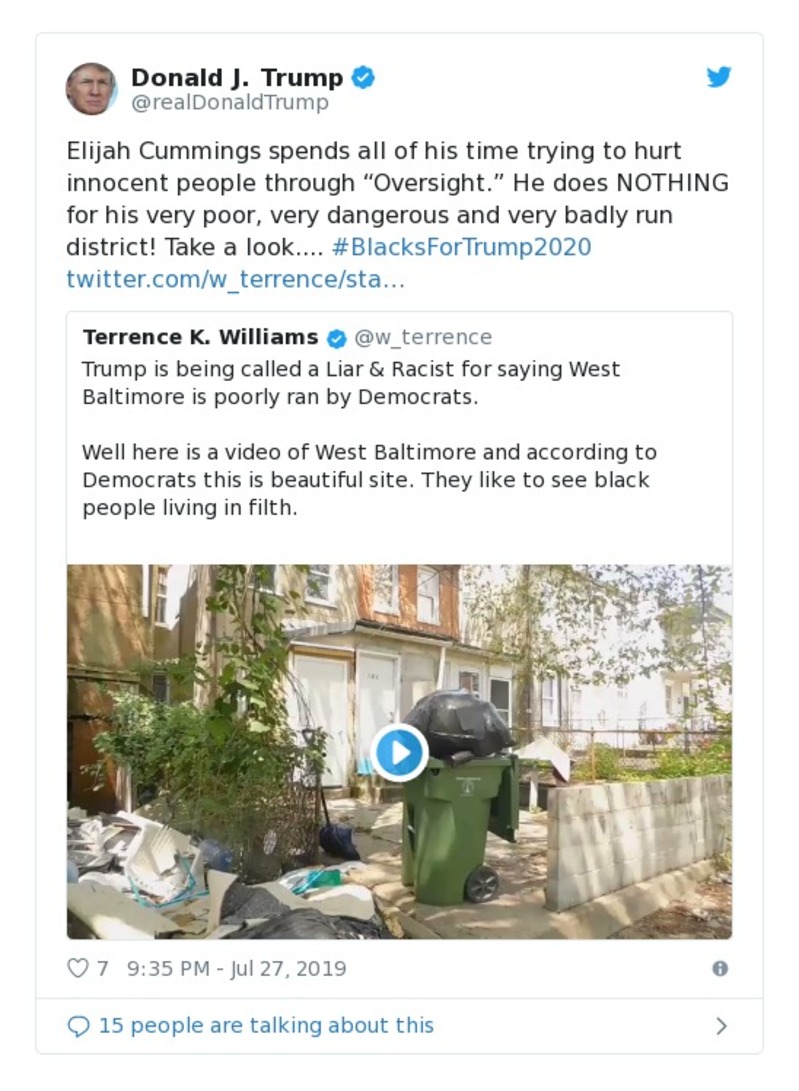 Donald J. Trump
@realDonaldTrump
Elijah Cummings spends all of his time trying to hurt
innocent people through “Oversight.” He does NOTHING
for his very poor, very dangerous and very badly run
district! Take a look.... #BlacksForTrump2020
twitter.com/w_terrence/sta…
Terrence K. Williams @w_terrence
Trump is being called a Liar & Racist for saying West
Baltimore is poorly ran by Democrats.
Well here is a video of West Baltimore and according to
Democrats this is beautiful site. They like to see black
people living in filth.
7 9:35 PM - Jul 27, 2019
15 people are talking about this